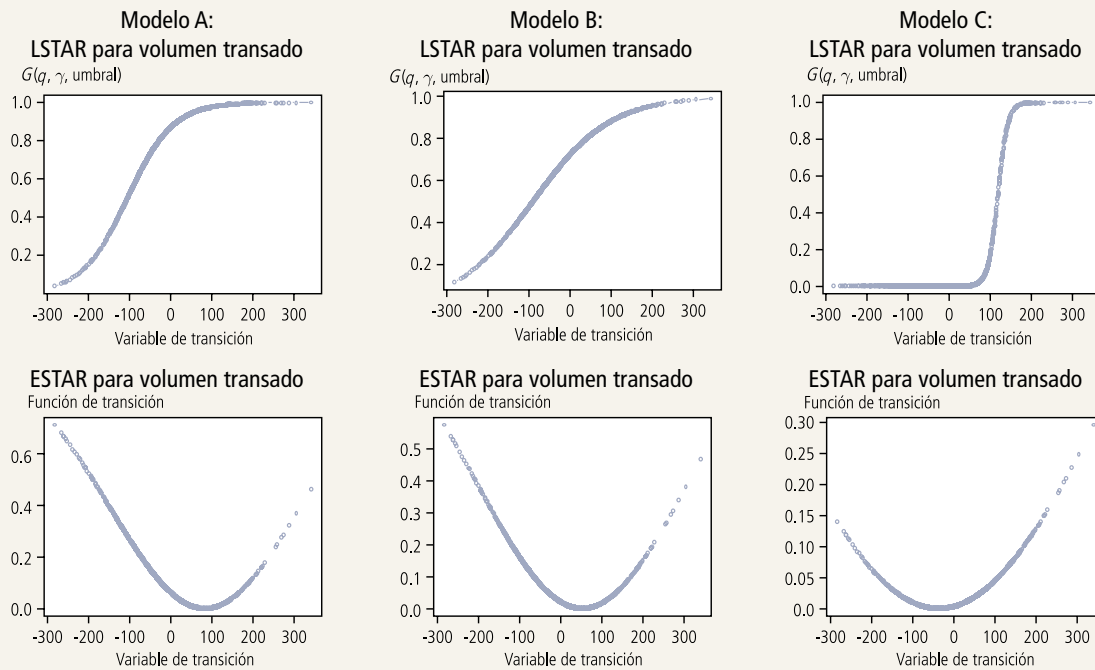 Modelo A:
LSTAR para volumen transado
G(q, γ, umbral)
1.0
0.8
0.6
0.4
0.2
-300 -200 -100 0 100 200 300
Variable de transición
Modelo B:
LSTAR para volumen transado
G(q, γ, umbral)
1.0
0.8
0.6
0.4
0.2
-300 -200 -100 0 100 200 300
Variable de transición
Modelo C:
LSTAR para volumen transado
G(q, γ, umbral)
1.0
0.8
0.6
0.4
0.2
0.0
-300 -200 -100 0 100 200 300
Variable de transición
ESTAR para volumen transado
Función de transición
0.6
0.4
0.2
0.0
-300 -200 -100 0 100 200 300
Variable de transición
ESTAR para volumen transado
Función de transición
0.5
0.4
0.3
0.2
0.1
0.0
-300 -200 -100 0 100 200 300
Variable de transición
ESTAR para volumen transado
Función de transición
0.30
0.25
0.20
0.15
0.10
0.05
0.00
-300 -200 -100 0 100 200 300
Variable de transición